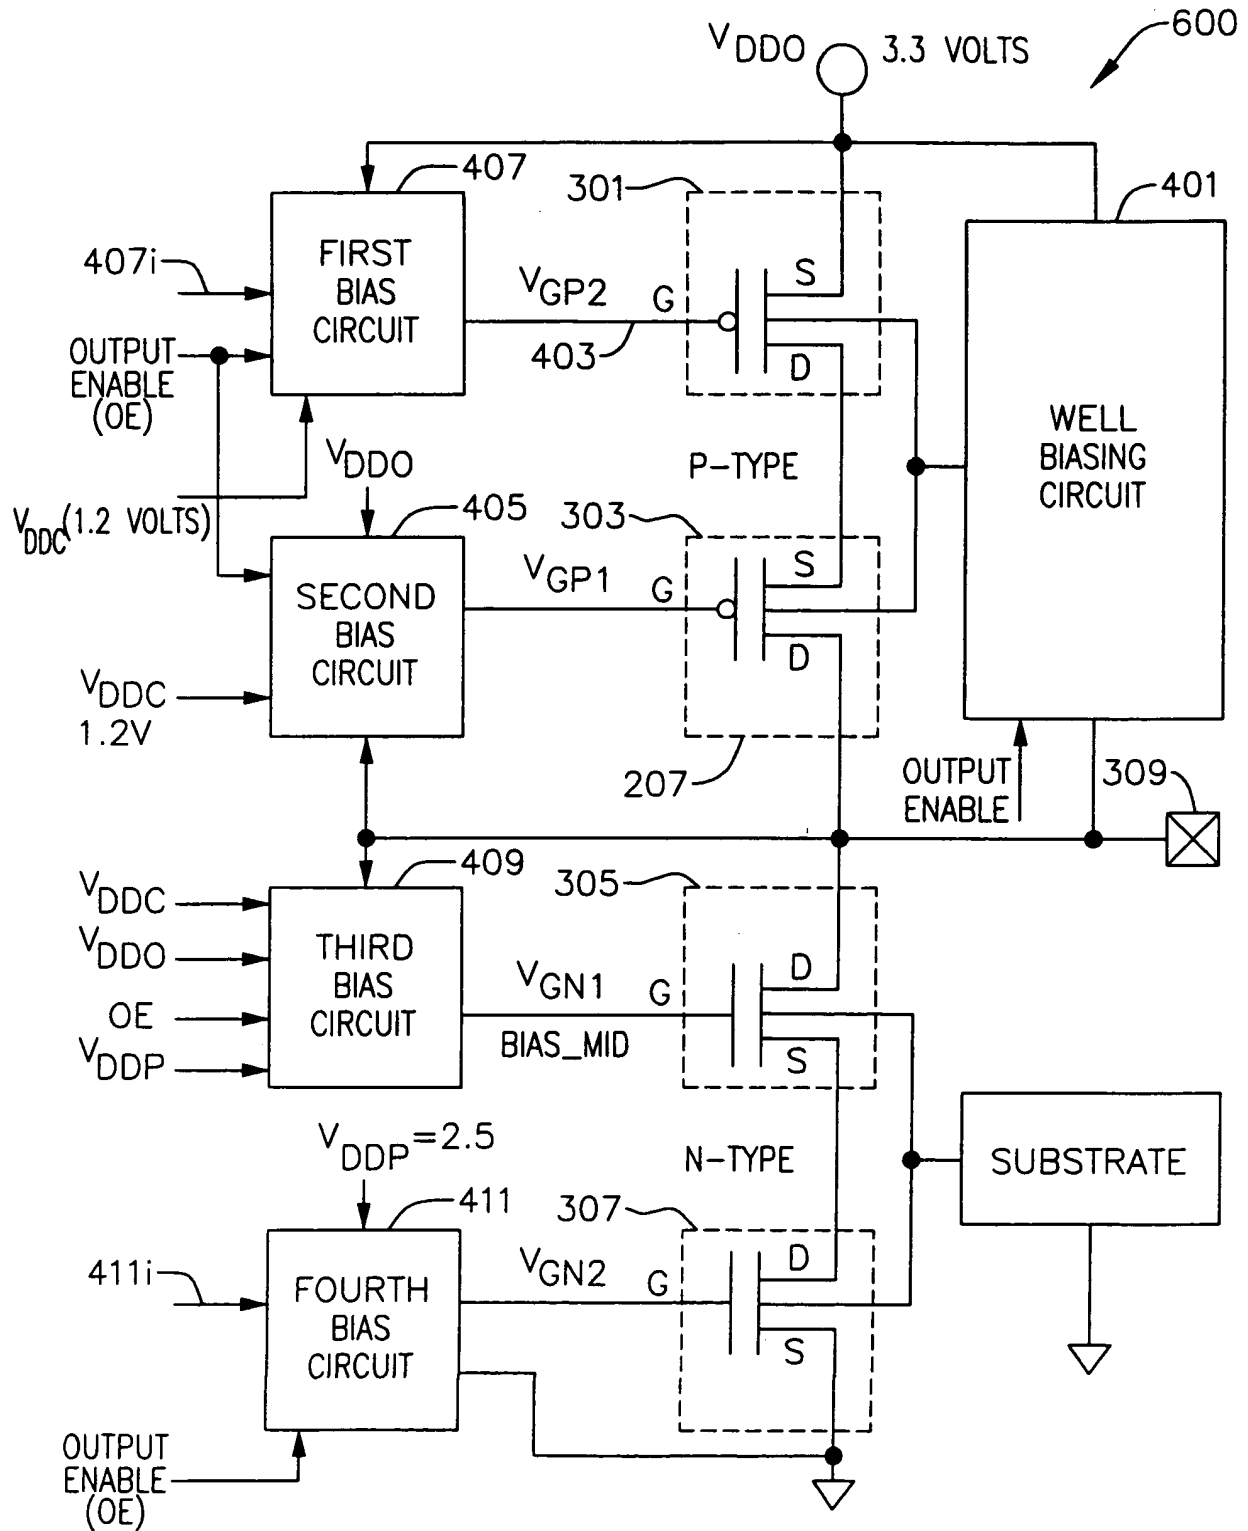 600
VDDO 3.3 VOLTS
407
301
401
FIRST
BIAS
CIRCUIT
407i
VGP2
G
S
D
403
OUTPUT
ENABLE
(OE)
WELL
BIASING
CIRCUIT
VDDO
P-TYPE
VDDC(1.2 VOLTS)
405
303
SECOND
BIAS
CIRCUIT
VGP1
G
S
D
VDDC
1.2V
207
OUTPUT
ENABLE
309
409
305
VDDC
VDDO
OE
VDDP
THIRD
BIAS
CIRCUIT
VGN1
BIAS_MID
G
D
S
VDDP=2.5
N-TYPE
SUBSTRATE
411
307
411i
FOURTH
BIAS
CIRCUIT
VGN2
G
D
S
OUTPUT
ENABLE
(OE)